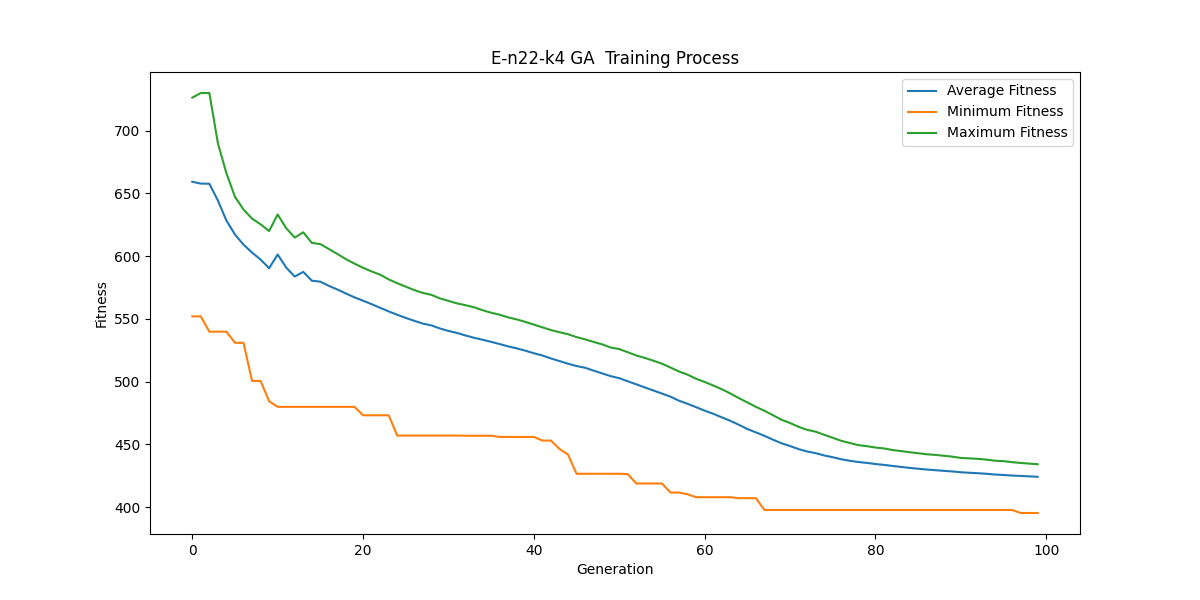 E-n22-k4 GA  Training Process
Average Fitness
Minimum Fitness
Maximum Fitness
Fitness
700
650
600
550
500
450
400
0 20 40 60 80 100
Generation